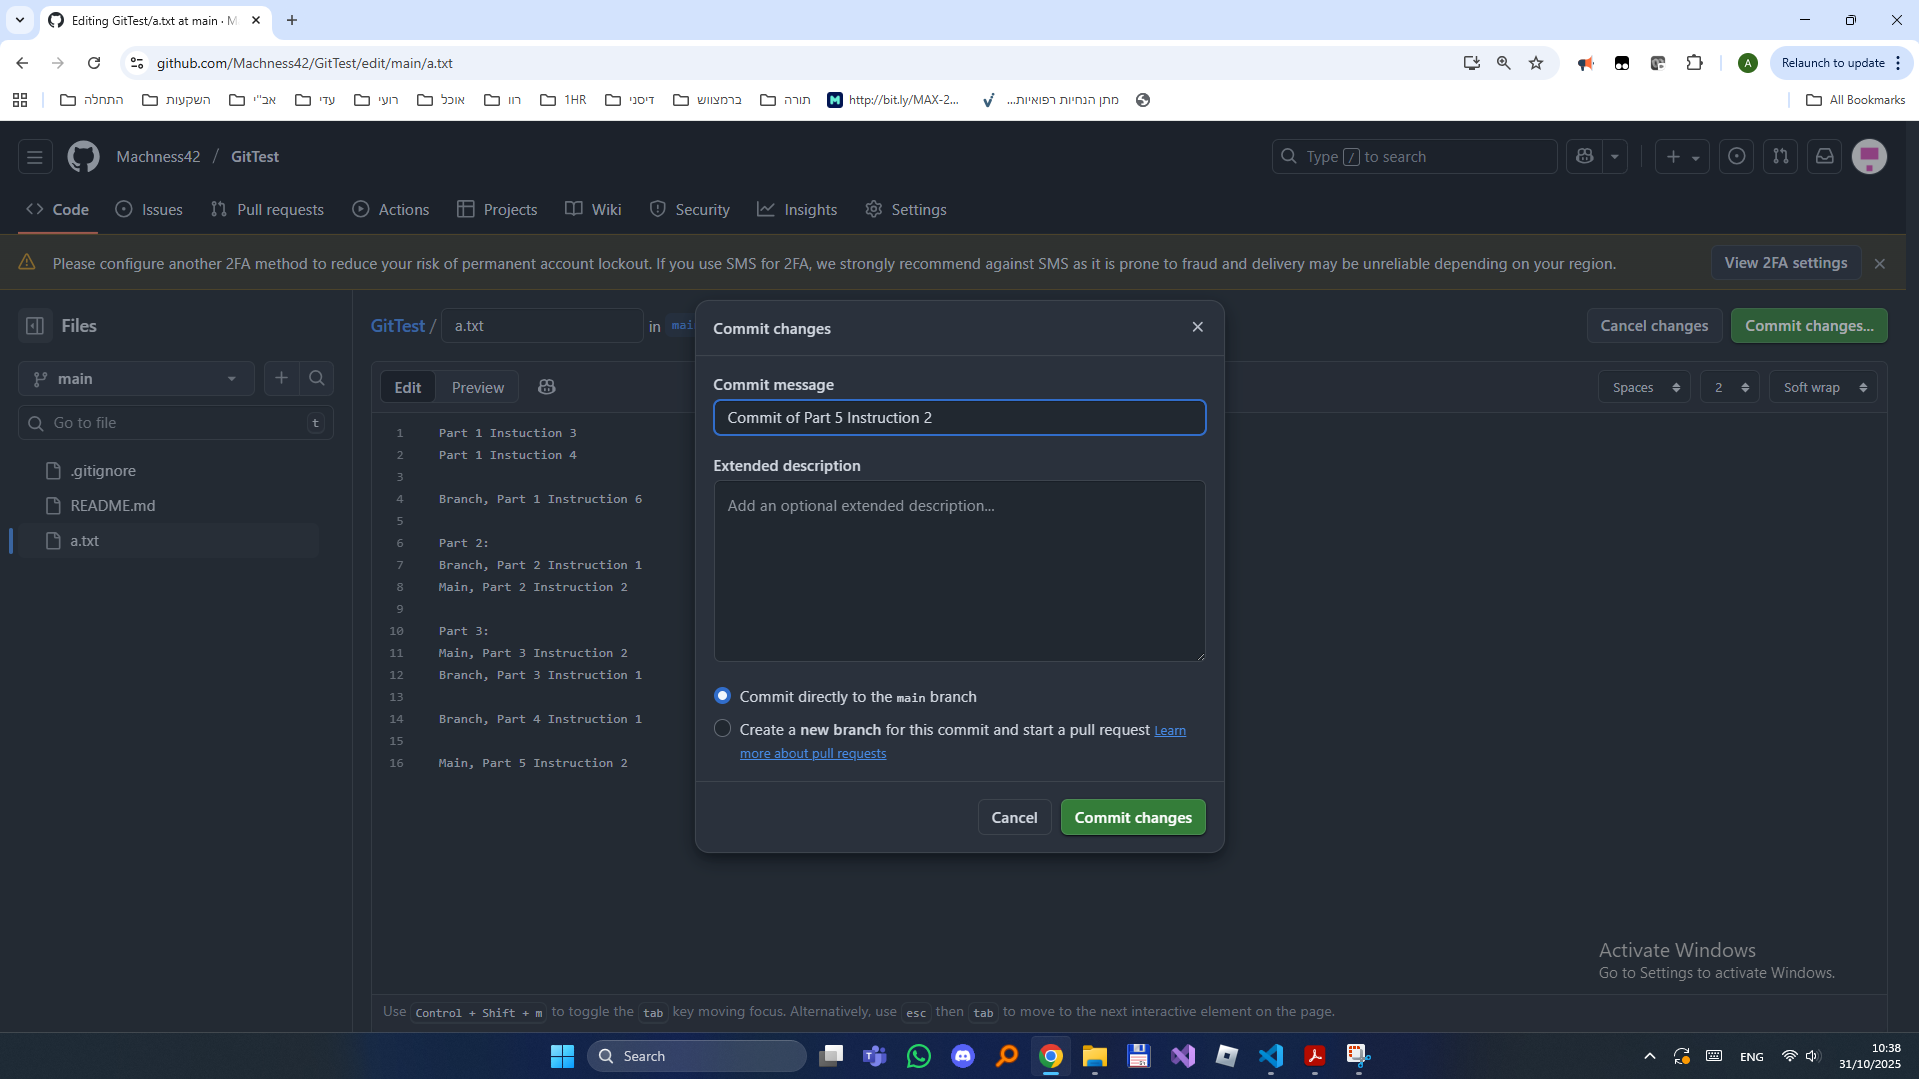 Editing GitTest/a.txt at main · M
github.com/Machness42/GitTest/edit/main/a.txt
A
Relaunch to update
התחלה
השקעות
אב"י
עדי
רועי
אוכל
רוו
1HR
דיסני
ברמצווש
תורה
http://bit.ly/MAX-2...
מתן הנחיות רפואיות...
All Bookmarks
Machness42 / GitTest
Type / to search
Code
Issues
Pull requests
Actions
Projects
Wiki
Security
Insights
Settings
Please configure another 2FA method to reduce your risk of permanent account lockout. If you use SMS for 2FA, we strongly recommend against SMS as it is prone to fraud and delivery may be unreliable depending on your region.
View 2FA settings
Files
main
Go to file
t
.gitignore
README.md
a.txt
GitTest / a.txt in mai
Cancel changes
Commit changes...
Edit
Preview
Spaces
2
Soft wrap
1 Part 1 Instuction 3
2 Part 1 Instuction 4
3
4 Branch, Part 1 Instruction 6
5
6 Part 2:
7 Branch, Part 2 Instruction 1
8 Main, Part 2 Instruction 2
9
10 Part 3:
11 Main, Part 3 Instruction 2
12 Branch, Part 3 Instruction 1
13
14 Branch, Part 4 Instruction 1
15
16 Main, Part 5 Instruction 2
Commit changes
Commit message
Commit of Part 5 Instruction 2
Extended description
Add an optional extended description...
Commit directly to the main branch
Create a new branch for this commit and start a pull request Learn
more about pull requests
Cancel
Commit changes
Activate Windows
Go to Settings to activate Windows.
Use Control + Shift + m to toggle the tab key moving focus. Alternatively, use esc then tab to move to the next interactive element on the page.
Search
ENG
10:38
31/10/2025